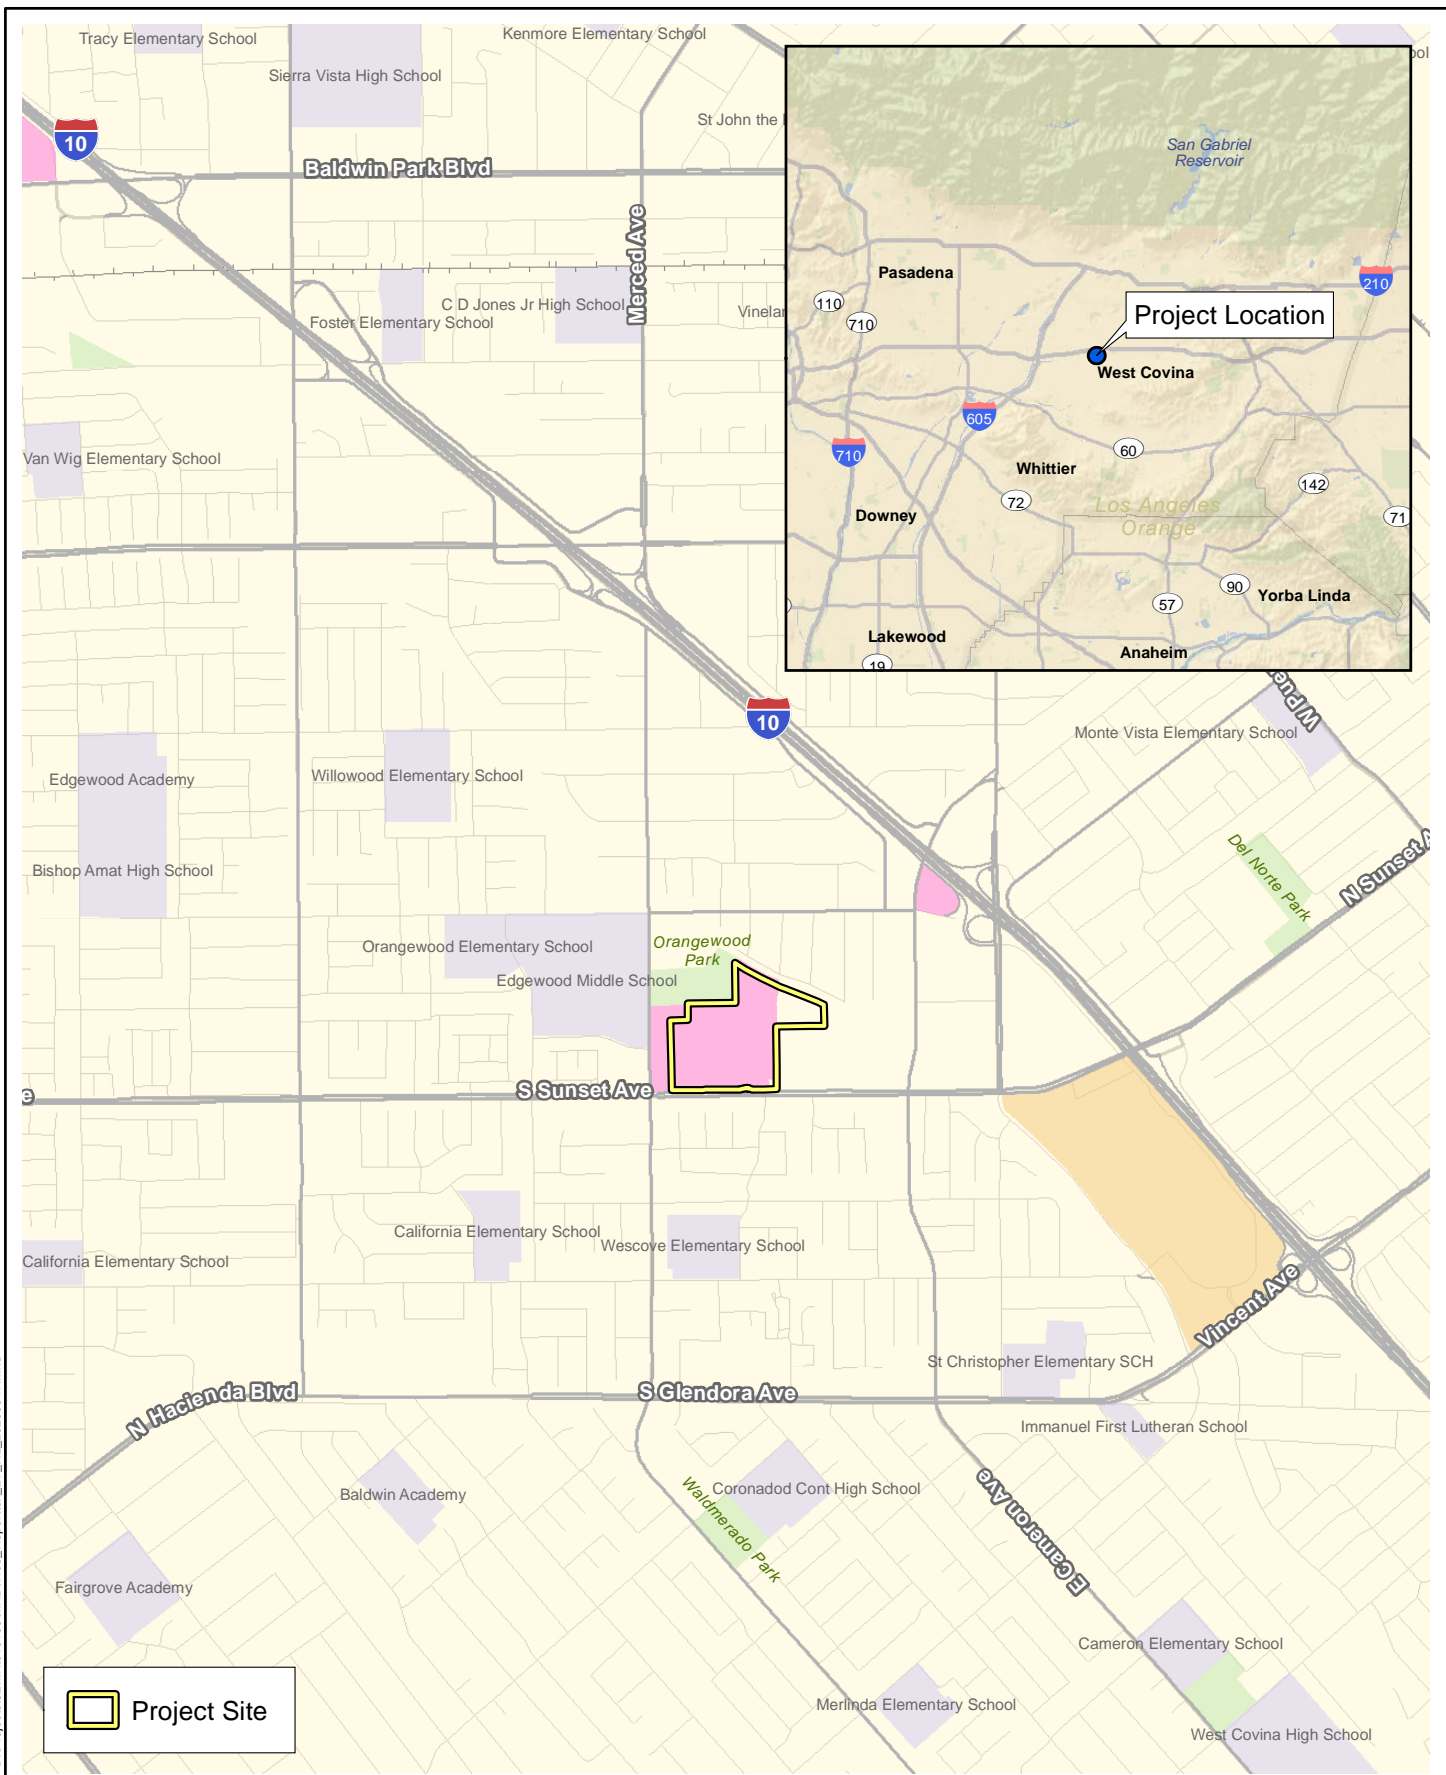 Tracy Elementary School
Kenmore Elementary School
Sierra Vista High School
St John the
10
Baldwin Park Blvd
Merced Ave
C D Jones Jr High School
Foster Elementary School
Van Wig Elementary School
San Gabriel
Reservoir
Pasadena
210
110
710
Project Location
West Covina
605
710
Whittier
60
142
72
Downey
Los Angeles
Orange
71
90
57
Yorba Linda
Lakewood
Anaheim
19
10
Monte Vista Elementary School
Edgewood Academy
Willowood Elementary School
Bishop Amat High School
Del Norte Park
N Sunset A
Orangewood Elementary School
Orangewood
Park
Edgewood Middle School
S Sunset Ave
e
California Elementary School
Wescove Elementary School
California Elementary School
Vincent Ave
St Christopher Elementary SCH
N Hacienda Blvd
S Glendora Ave
Immanuel First Lutheran School
Baldwin Academy
Coronadod Cont High School
Waldmerado Park
E Cameron Ave
Fairgrove Academy
Cameron Elementary School
Merlinda Elementary School
West Covina High School
Project Site